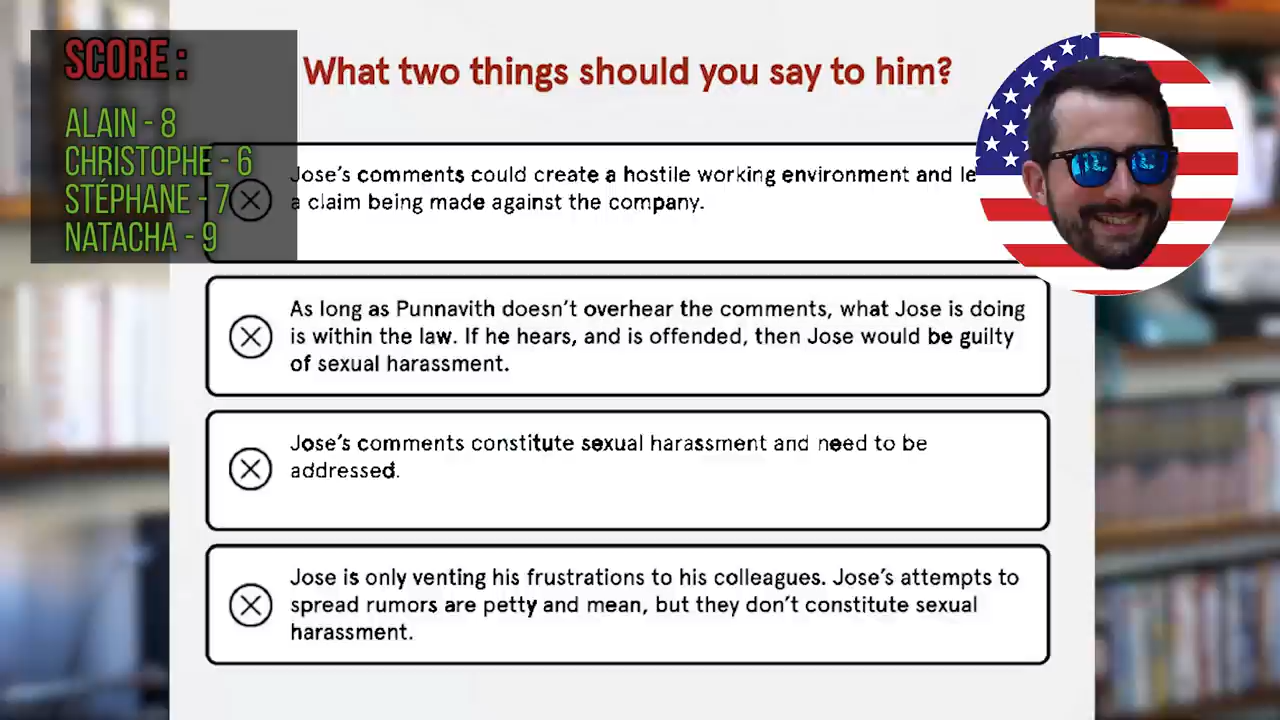 SCORE :
ALAIN - 8
CHRISTOPHE - 6
STÉPHANE - 7
NATACHA - 9
What two things should you say to him?
Jose's comments could create a hostile working environment and
a claim being made against the company.
As long as Punnavith doesn't overhear the comments, what Jose is doing
is within the law. If he hears, and is offended, then Jose would be guilty
of sexual harassment.
Jose's comments constitute sexual harassment and need to be
addressed.
Jose is only venting his frustrations to his colleagues. Jose's attempts to
spread rumors are petty and mean, but they don't constitute sexual
harassment.